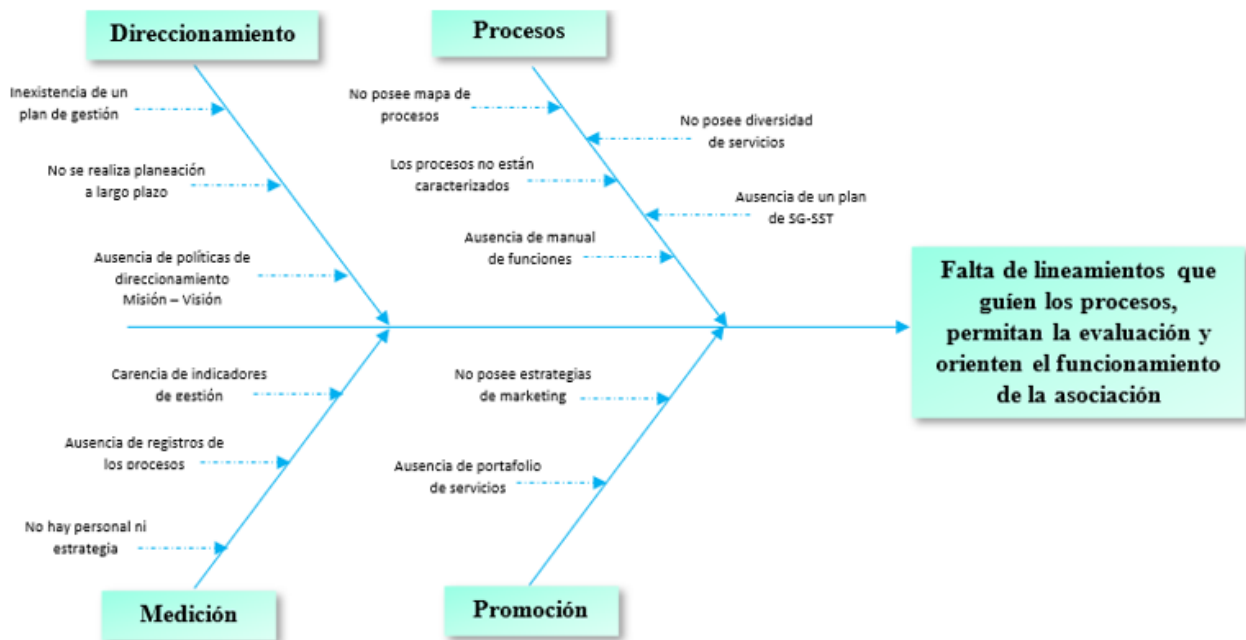 Direccionamiento
Inexistencia de un
plan de gestión
No se realiza planeación
a largo plazo
Ausencia de políticas de
direccionamiento
Misión – Visión
Procesos
No posee mapa de
procesos
No posee diversidad
de servicios
Los procesos no están
caracterizados
Ausencia de un plan
de SG-SST
Ausencia de manual
de funciones
Falta de lineamientos que
guíen los procesos,
permitan la evaluación y
orienten el funcionamiento
de la asociación
Carencia de indicadores
de gestión
Ausencia de registros de
los procesos
No hay personal ni
estrategia
Medición
No posee estrategias
de marketing
Ausencia de portafolio
de servicios
Promoción